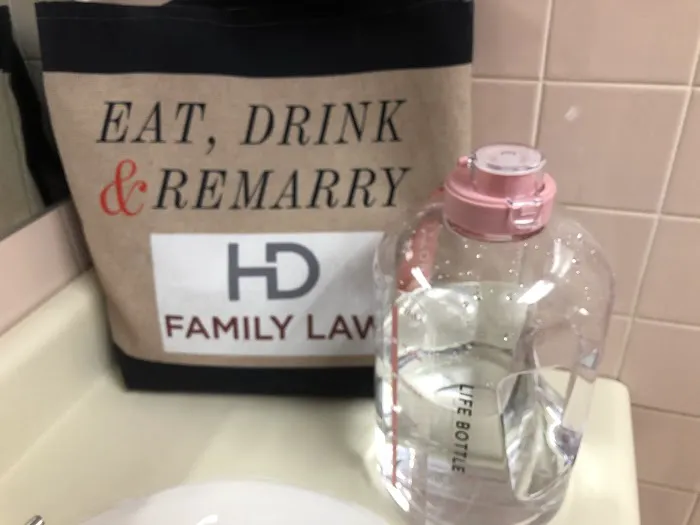 EAT, DRINK
& REMARRY
HD
FAMILY LAW
LIFE BOTTLE